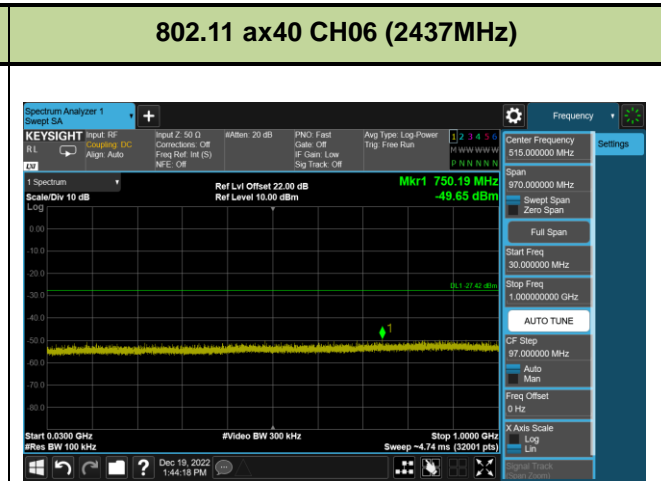 802.11 ax40 CH06 (2437MHz)
Spectrum Analyzer 1
Swept SA
+
Frequency
KEYSIGHT
RL
LXI
Input: RF
Coupling: DC
Align: Auto
Input Z: 50 Ω
Corrections: Off
Freq Ref: Int (S)
NFE: Off
#Atten: 20 dB
PNO: Fast
Gate: Off
IF Gain: Low
Sig Track: Off
Avg Type: Log-Power
Trig: Free Run
1 2 3 4 5 6
M W W W W W
P N N N N N
Center Frequency
515.000000 MHz
Settings
Span
970.000000 MHz
Swept Span
Zero Span
Full Span
Start Freq
30.000000 MHz
Stop Freq
1.000000000 GHz
AUTO TUNE
CF Step
97.000000 MHz
Auto
Man
Freq Offset
0 Hz
X Axis Scale
Log
Lin
Signal Track
(Span Zoom)
1 Spectrum
Scale/Div 10 dB
Log
Ref Lvl Offset 22.00 dB
Ref Level 10.00 dBm
Mkr1 750.19 MHz
-49.65 dBm
0.00
-10.0
-20.0
DL1 -27.42 dBm
-30.0
-40.0
1
-50.0
-60.0
-70.0
-80.0
Start 0.0300 GHz
#Res BW 100 kHz
#Video BW 300 kHz
Stop 1.0000 GHz
Sweep ~4.74 ms (32001 pts)
?
Dec 19, 2022
1:44:18 PM